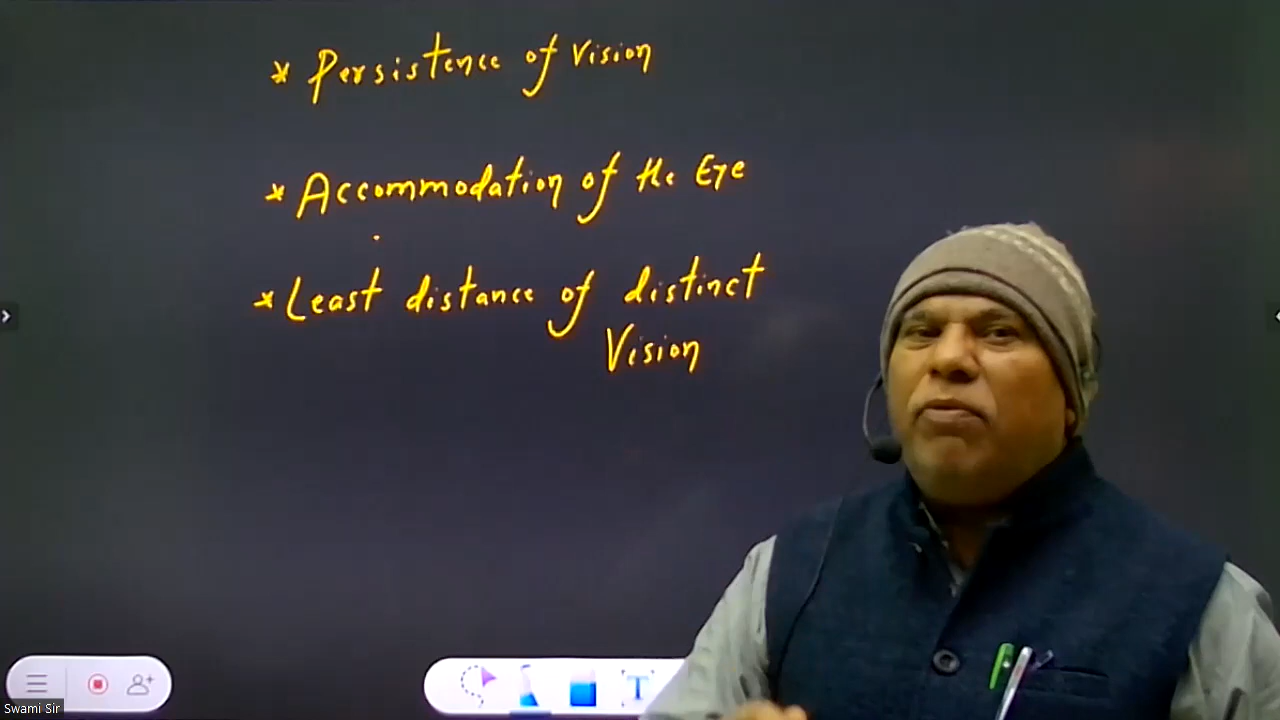 * Persistence of Vision
* Accommodation of the Eye
* Least distance of distinct
Vision
T
Swami Sir